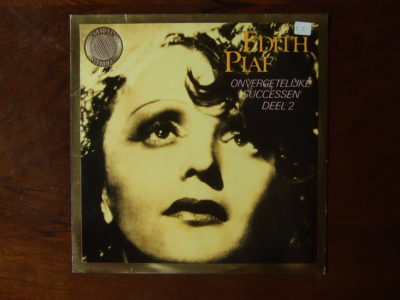 EDITH
PIAF
ONVERGETELIJKE
SUCCESSEN
DEEL 2